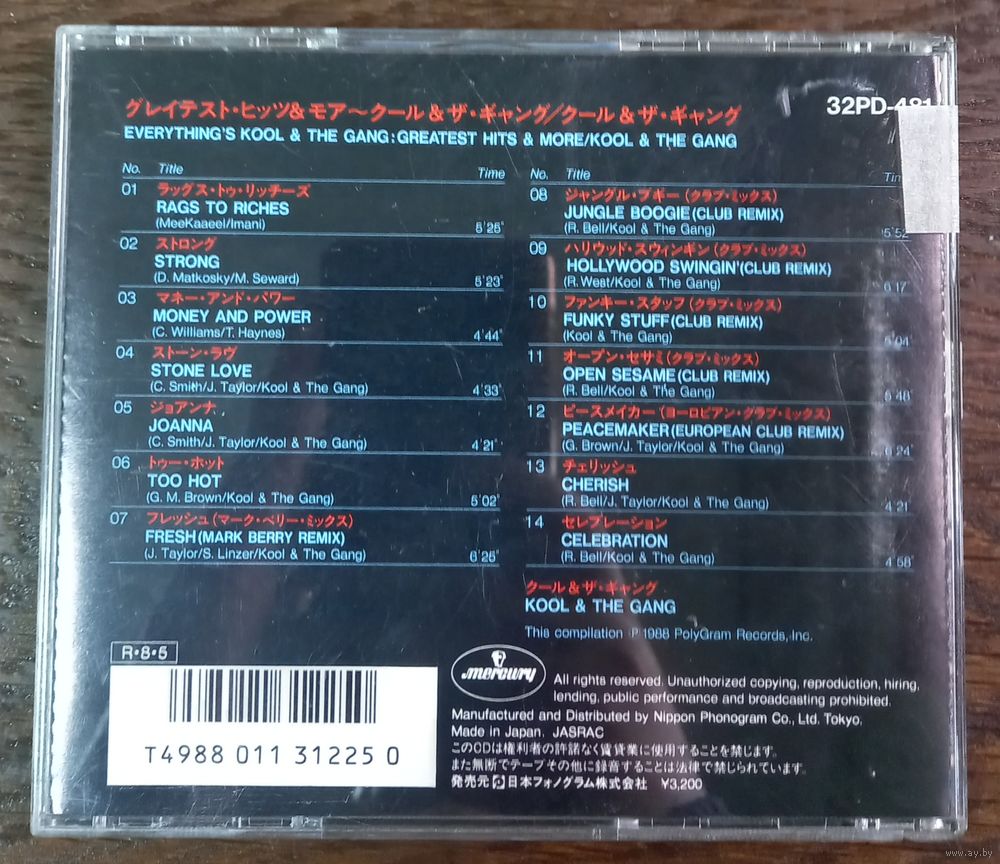 グレイテスト・ヒッツ&モア〜クール&ザ・ギャング/クール&ザ・ギャング
32PD-481
EVERYTHING'S KOOL & THE GANG:GREATEST HITS & MORE/KOOL & THE GANG
No. Title Time
01 ラッグス・トゥ・リッチーズ
RAGS TO RICHES
(MeeKaaeel/Imani) 5'25"
02 ストロング
STRONG
(D. Matkosky/M. Seward) 5'23"
03 マネー・アンド・パワー
MONEY AND POWER
(C. Williams/T. Haynes) 4'44"
04 ストーン・ラヴ
STONE LOVE
(C. Smith/J. Taylor/Kool & The Gang) 4'33"
05 ジョアンナ
JOANNA
(C. Smith/J. Taylor/Kool & The Gang) 4'21"
06 トゥー・ホット
TOO HOT
(G. M. Brown/Kool & The Gang) 5'02"
07 フレッシュ(マーク・ベリー・ミックス)
FRESH(MARK BERRY REMIX)
(J. Taylor/S. Linzer/Kool & The Gang) 6'25"
No. Title
08 ジャングル・ブギー(クラブ・ミックス)
JUNGLE BOOGIE(CLUB REMIX)
(R. Bell/Kool & The Gang) 5'52"
09 ハリウッド・スウィンギン(クラブ・ミックス)
HOLLYWOOD SWINGIN'(CLUB REMIX)
(R. West/Kool & The Gang) 6'17"
10 ファンキー・スタッフ(クラブ・ミックス)
FUNKY STUFF(CLUB REMIX)
(Kool & The Gang) 5'04"
11 オープン・セサミ(クラブ・ミックス)
OPEN SESAME(CLUB REMIX)
(R. Bell/Kool & The Gang) 5'48"
12 ピースメイカー(ヨーロピアン・クラブ・ミックス)
PEACEMAKER(EUROPEAN CLUB REMIX)
(G. Brown/J. Taylor/Kool & The Gang) 6'24"
13 チェリッシュ
CHERISH
(R. Bell/J. Taylor/Kool & The Gang) 4'21"
14 セレブレーション
CELEBRATION
(R. Bell/Kool & The Gang) 4'58"
クール&ザ・ギャング
KOOL & THE GANG
This compilation ℗ 1988 PolyGram Records, Inc.
R・8・5
T4988 011 31225 0
mercury
All rights reserved. Unauthorized copying, reproduction, hiring,
lending, public performance and broadcasting prohibited.
Manufactured and Distributed by Nippon Phonogram Co., Ltd. Tokyo.
Made in Japan. JASRAC
このCDは権利者の許諾なく賃貸業に使用することを禁じます。
また無断でテープその他に録音することは法律で禁じられています。
発売元 日本フォノグラム株式会社 ¥3,200
www.ay.by